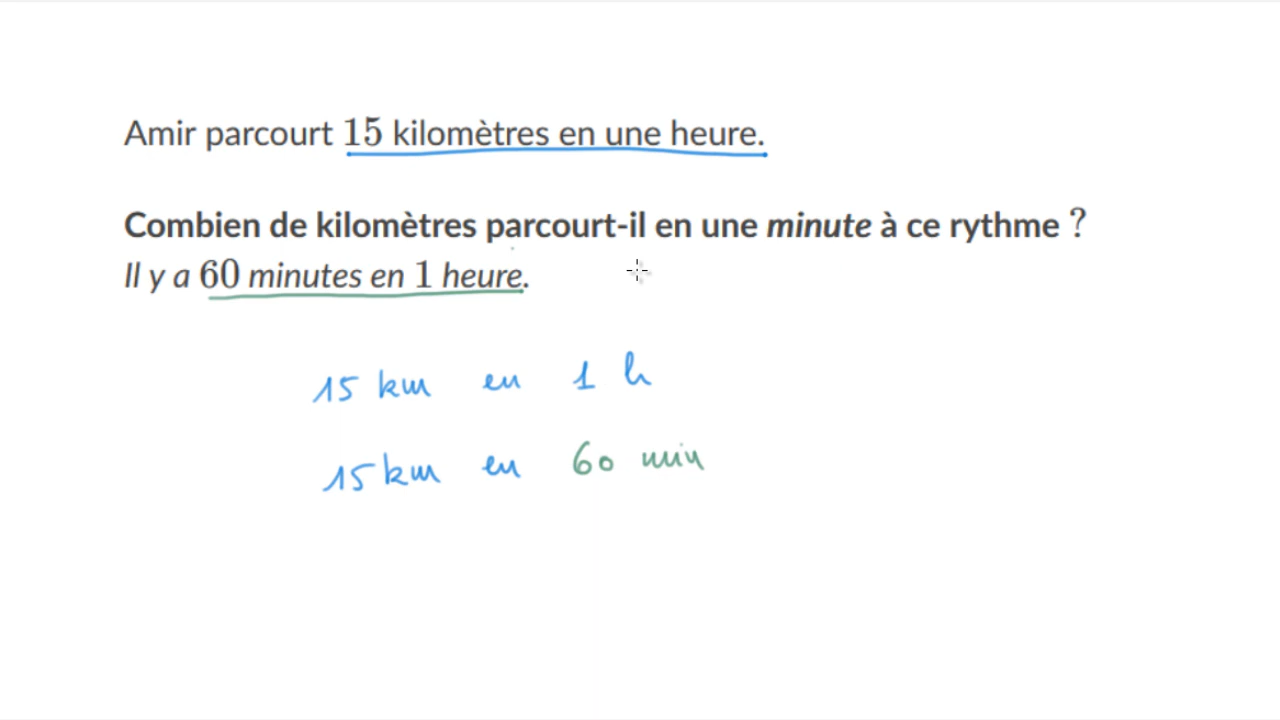 Amir parcourt 15 kilomètres en une heure.
Combien de kilomètres parcourt-il en une minute à ce rythme ?
Il y a 60 minutes en 1 heure.
15 km en 1 h
15 km en 60 min